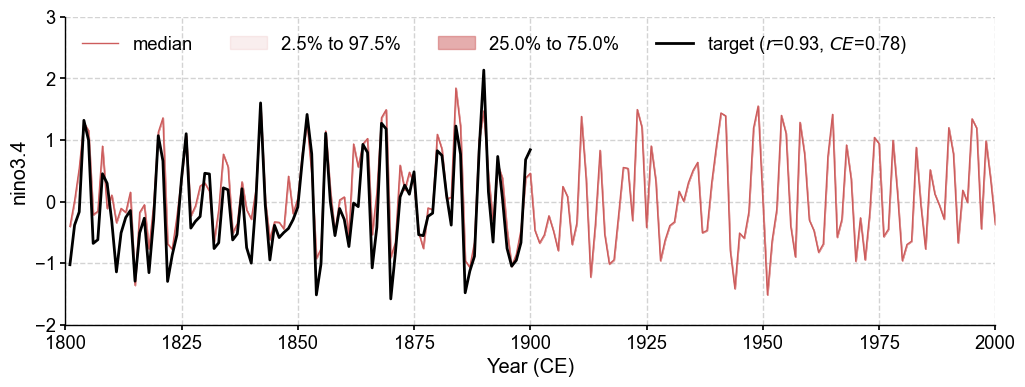 median 2.5% to 97.5% 25.0% to 75.0% target (r=0.93, CE=0.78)
3
2
1
0
−1
−2
nino3.4
1800 1825 1850 1875 1900 1925 1950 1975 2000
Year (CE)